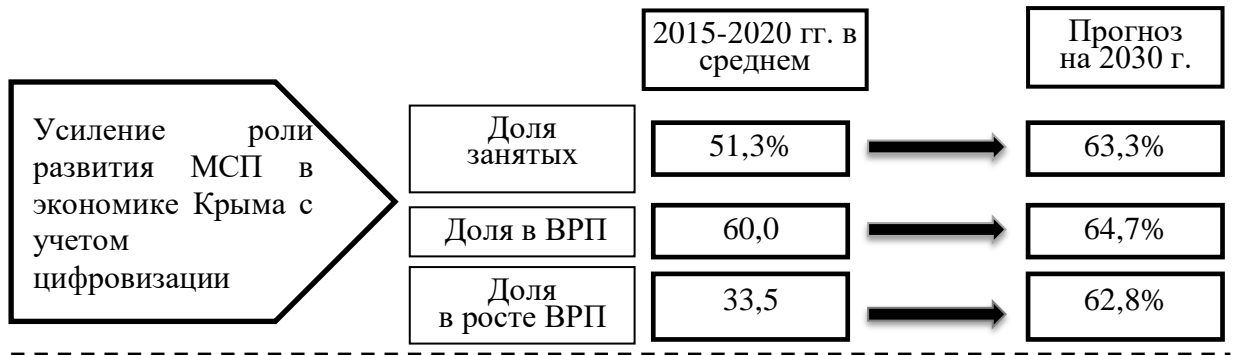 2015-2020 гг. в
среднем
Прогноз
на 2030 г.
Усиление роли
развития МСП в
экономике Крыма с
учетом
цифровизации
Доля
занятых
51,3%
63,3%
Доля в ВРП
60,0
64,7%
Доля
в росте ВРП
33,5
62,8%